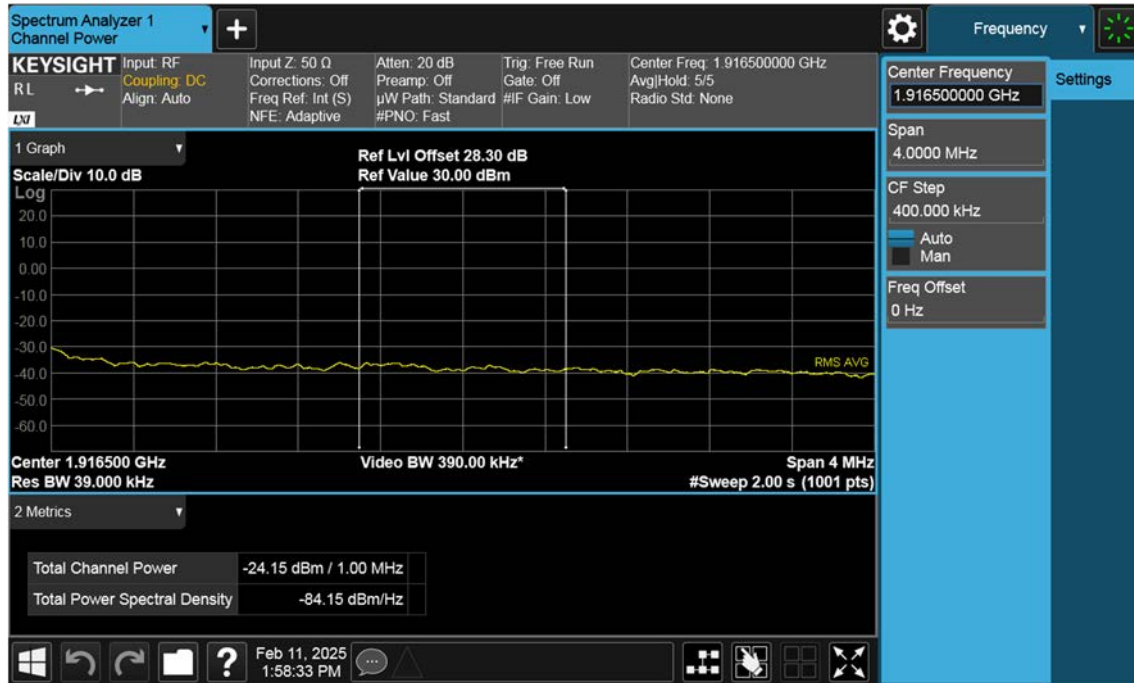 Spectrum Analyzer 1
Channel Power
+
Frequency
KEYSIGHT
RL
LXI
Input: RF
Coupling: DC
Align: Auto
Input Z: 50 Ω
Corrections: Off
Freq Ref: Int (S)
NFE: Adaptive
Atten: 20 dB
Preamp: Off
µW Path: Standard
#PNO: Fast
Trig: Free Run
Gate: Off
#IF Gain: Low
Center Freq: 1.916500000 GHz
Avg|Hold: 5/5
Radio Std: None
Center Frequency
1.916500000 GHz
Settings
Span
4.0000 MHz
CF Step
400.000 kHz
Auto
Man
Freq Offset
0 Hz
1 Graph
Scale/Div 10.0 dB
Ref Lvl Offset 28.30 dB
Ref Value 30.00 dBm
Log
20.0
10.0
0.00
-10.0
-20.0
-30.0
-40.0
-50.0
-60.0
RMS AVG
Center 1.916500 GHz
Video BW 390.00 kHz*
Span 4 MHz
Res BW 39.000 kHz
#Sweep 2.00 s (1001 pts)
2 Metrics
Total Channel Power -24.15 dBm / 1.00 MHz
Total Power Spectral Density -84.15 dBm/Hz
?
Feb 11, 2025
1:58:33 PM